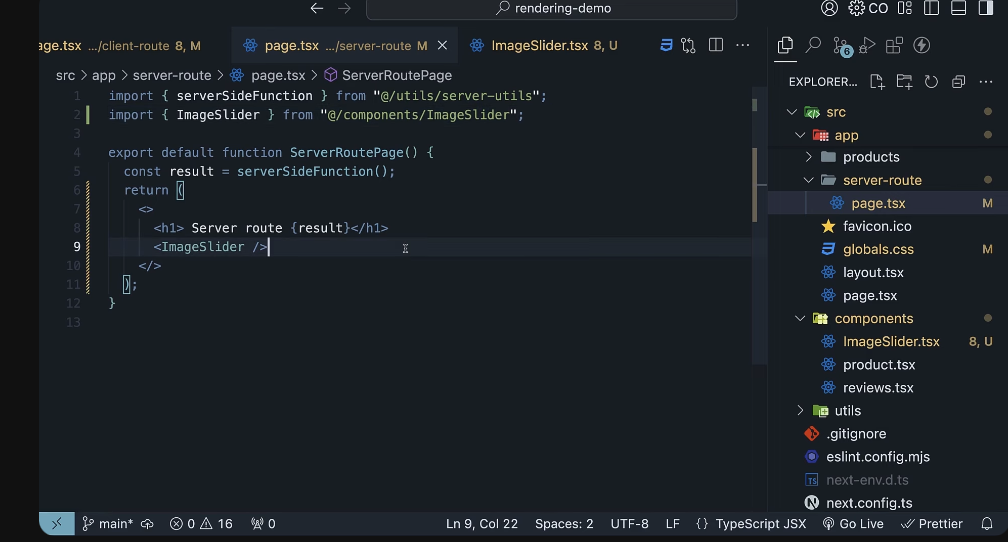 rendering-demo
CO
age.tsx .../client-route 8, M
page.tsx .../server-route M
ImageSlider.tsx 8, U
src > app > server-route > page.tsx > ServerRoutePage
1 import { serverSideFunction } from "@/utils/server-utils";
2 import { ImageSlider } from "@/components/ImageSlider";
3
4 export default function ServerRoutePage() {
5 const result = serverSideFunction();
6 return (
7 <>
8 <h1> Server route {result}</h1>
9 <ImageSlider />
10 </>
11 );
12 }
13
6
EXPLORER...
src
app
products
server-route
page.tsx M
favicon.ico
globals.css M
layout.tsx
page.tsx
components
ImageSlider.tsx 8, U
product.tsx
reviews.tsx
utils
.gitignore
eslint.config.mjs
TS next-env.d.ts
N next.config.ts
main* 0 16 0 Ln 9, Col 22 Spaces: 2 UTF-8 LF {} TypeScript JSX Go Live Prettier